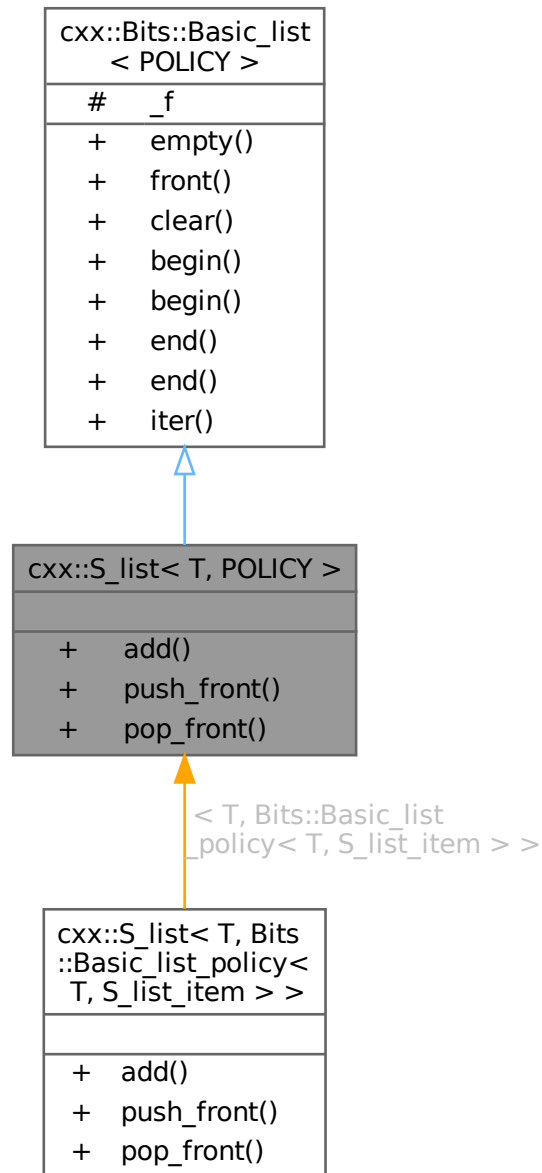 cxx::Bits::Basic_list
< POLICY >
# _f
+ empty()
+ front()
+ clear()
+ begin()
+ begin()
+ end()
+ end()
+ iter()
cxx::S_list< T, POLICY >
+ add()
+ push_front()
+ pop_front()
< T, Bits::Basic_list
_policy< T, S_list_item > >
cxx::S_list< T, Bits
::Basic_list_policy<
T, S_list_item > >
+ add()
+ push_front()
+ pop_front()